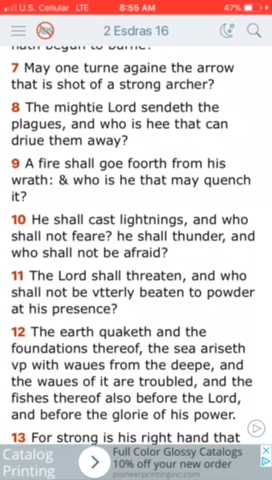 U.S. Cellular LTE 8:55 AM 47%
2 Esdras 16
hath begun to burne?
7 May one turne againe the arrow
that is shot of a strong archer?
8 The mightie Lord sendeth the
plagues, and who is hee that can
driue them away?
9 A fire shall goe foorth from his
wrath: & who is he that may quench
it?
10 He shall cast lightnings, and who
shall not feare? he shall thunder, and
who shall not be afraid?
11 The Lord shall threaten, and who
shall not be vtterly beaten to powder
at his presence?
12 The earth quaketh and the
foundations thereof, the sea ariseth
vp with waues from the deepe, and
the waues of it are troubled, and the
fishes thereof also before the Lord,
and before the glorie of his power.
13 For strong is his right hand that
Catalog
Printing
Full Color Glossy Catalogs
10% off your new order
pioneerprintinginc.com